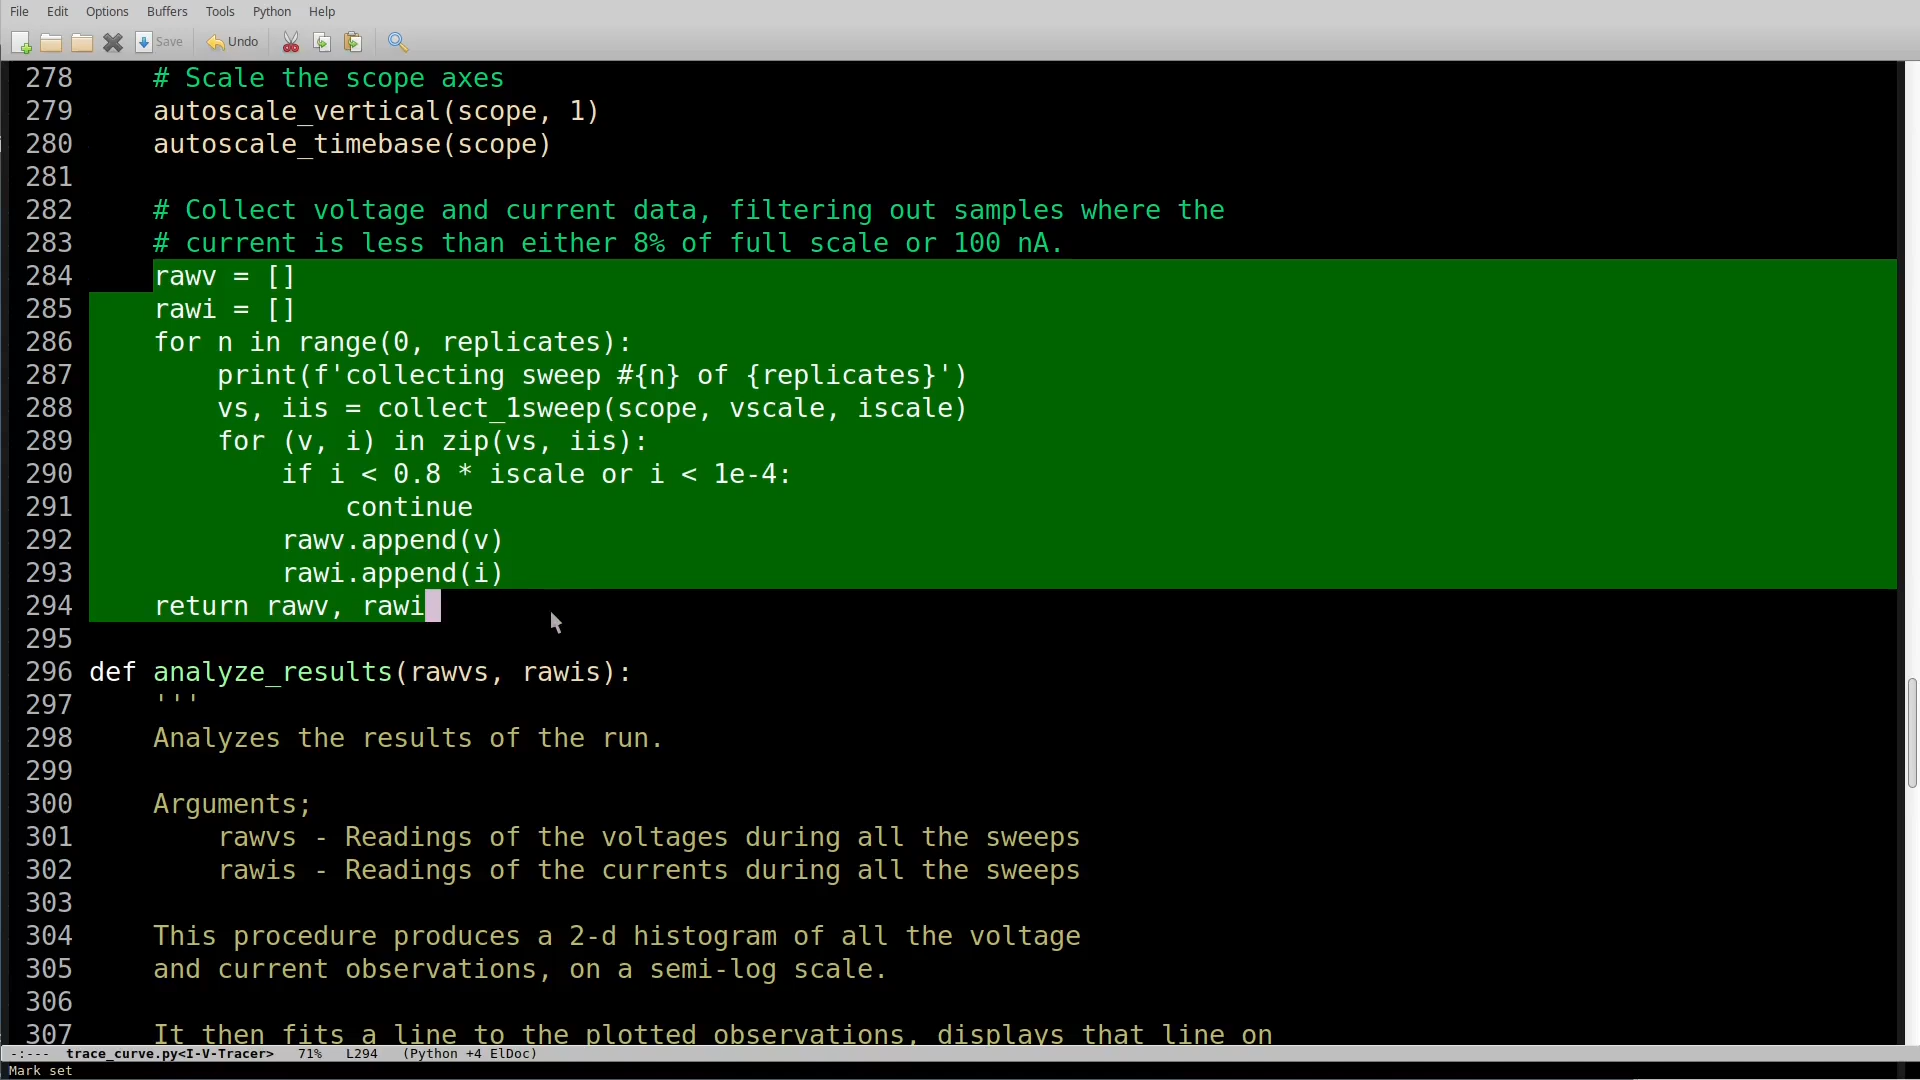 File Edit Options Buffers Tools Python Help
Save Undo
278     # Scale the scope axes
279     autoscale_vertical(scope, 1)
280     autoscale_timebase(scope)
281
282     # Collect voltage and current data, filtering out samples where the
283     # current is less than either 8% of full scale or 100 nA.
284     rawv = []
285     rawi = []
286     for n in range(0, replicates):
287         print(f'collecting sweep #{n} of {replicates}')
288         vs, iis = collect_1sweep(scope, vscale, iscale)
289         for (v, i) in zip(vs, iis):
290             if i < 0.8 * iscale or i < 1e-4:
291                 continue
292             rawv.append(v)
293             rawi.append(i)
294     return rawv, rawi
295
296 def analyze_results(rawvs, rawis):
297     '''
298     Analyzes the results of the run.
299
300     Arguments;
301         rawvs - Readings of the voltages during all the sweeps
302         rawis - Readings of the currents during all the sweeps
303
304     This procedure produces a 2-d histogram of all the voltage
305     and current observations, on a semi-log scale.
306
307     It then fits a line to the plotted observations, displays that line on
-:---  trace_curve.py<I-V-Tracer>   71%   L294   (Python +4 ElDoc)
Mark set